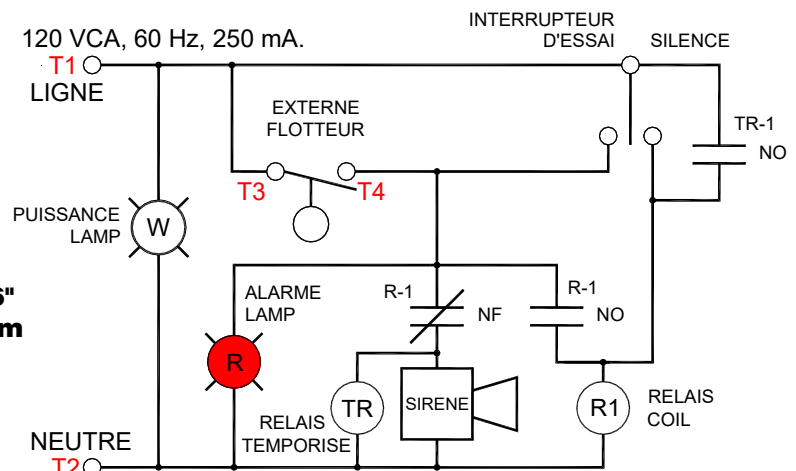 120 VCA, 60 Hz, 250 mA.
T1
LIGNE
INTERRUPTEUR
D'ESSAI
SILENCE
TR-1
NO
EXTERNE
FLOTTEUR
T3
T4
PUISSANCE
LAMP
W
6"
m
ALARME
LAMP
R
R-1
NF
R-1
NO
RELAIS
TEMPORISE
TR
SIRENE
R1
RELAIS
COIL
NEUTRE
T2